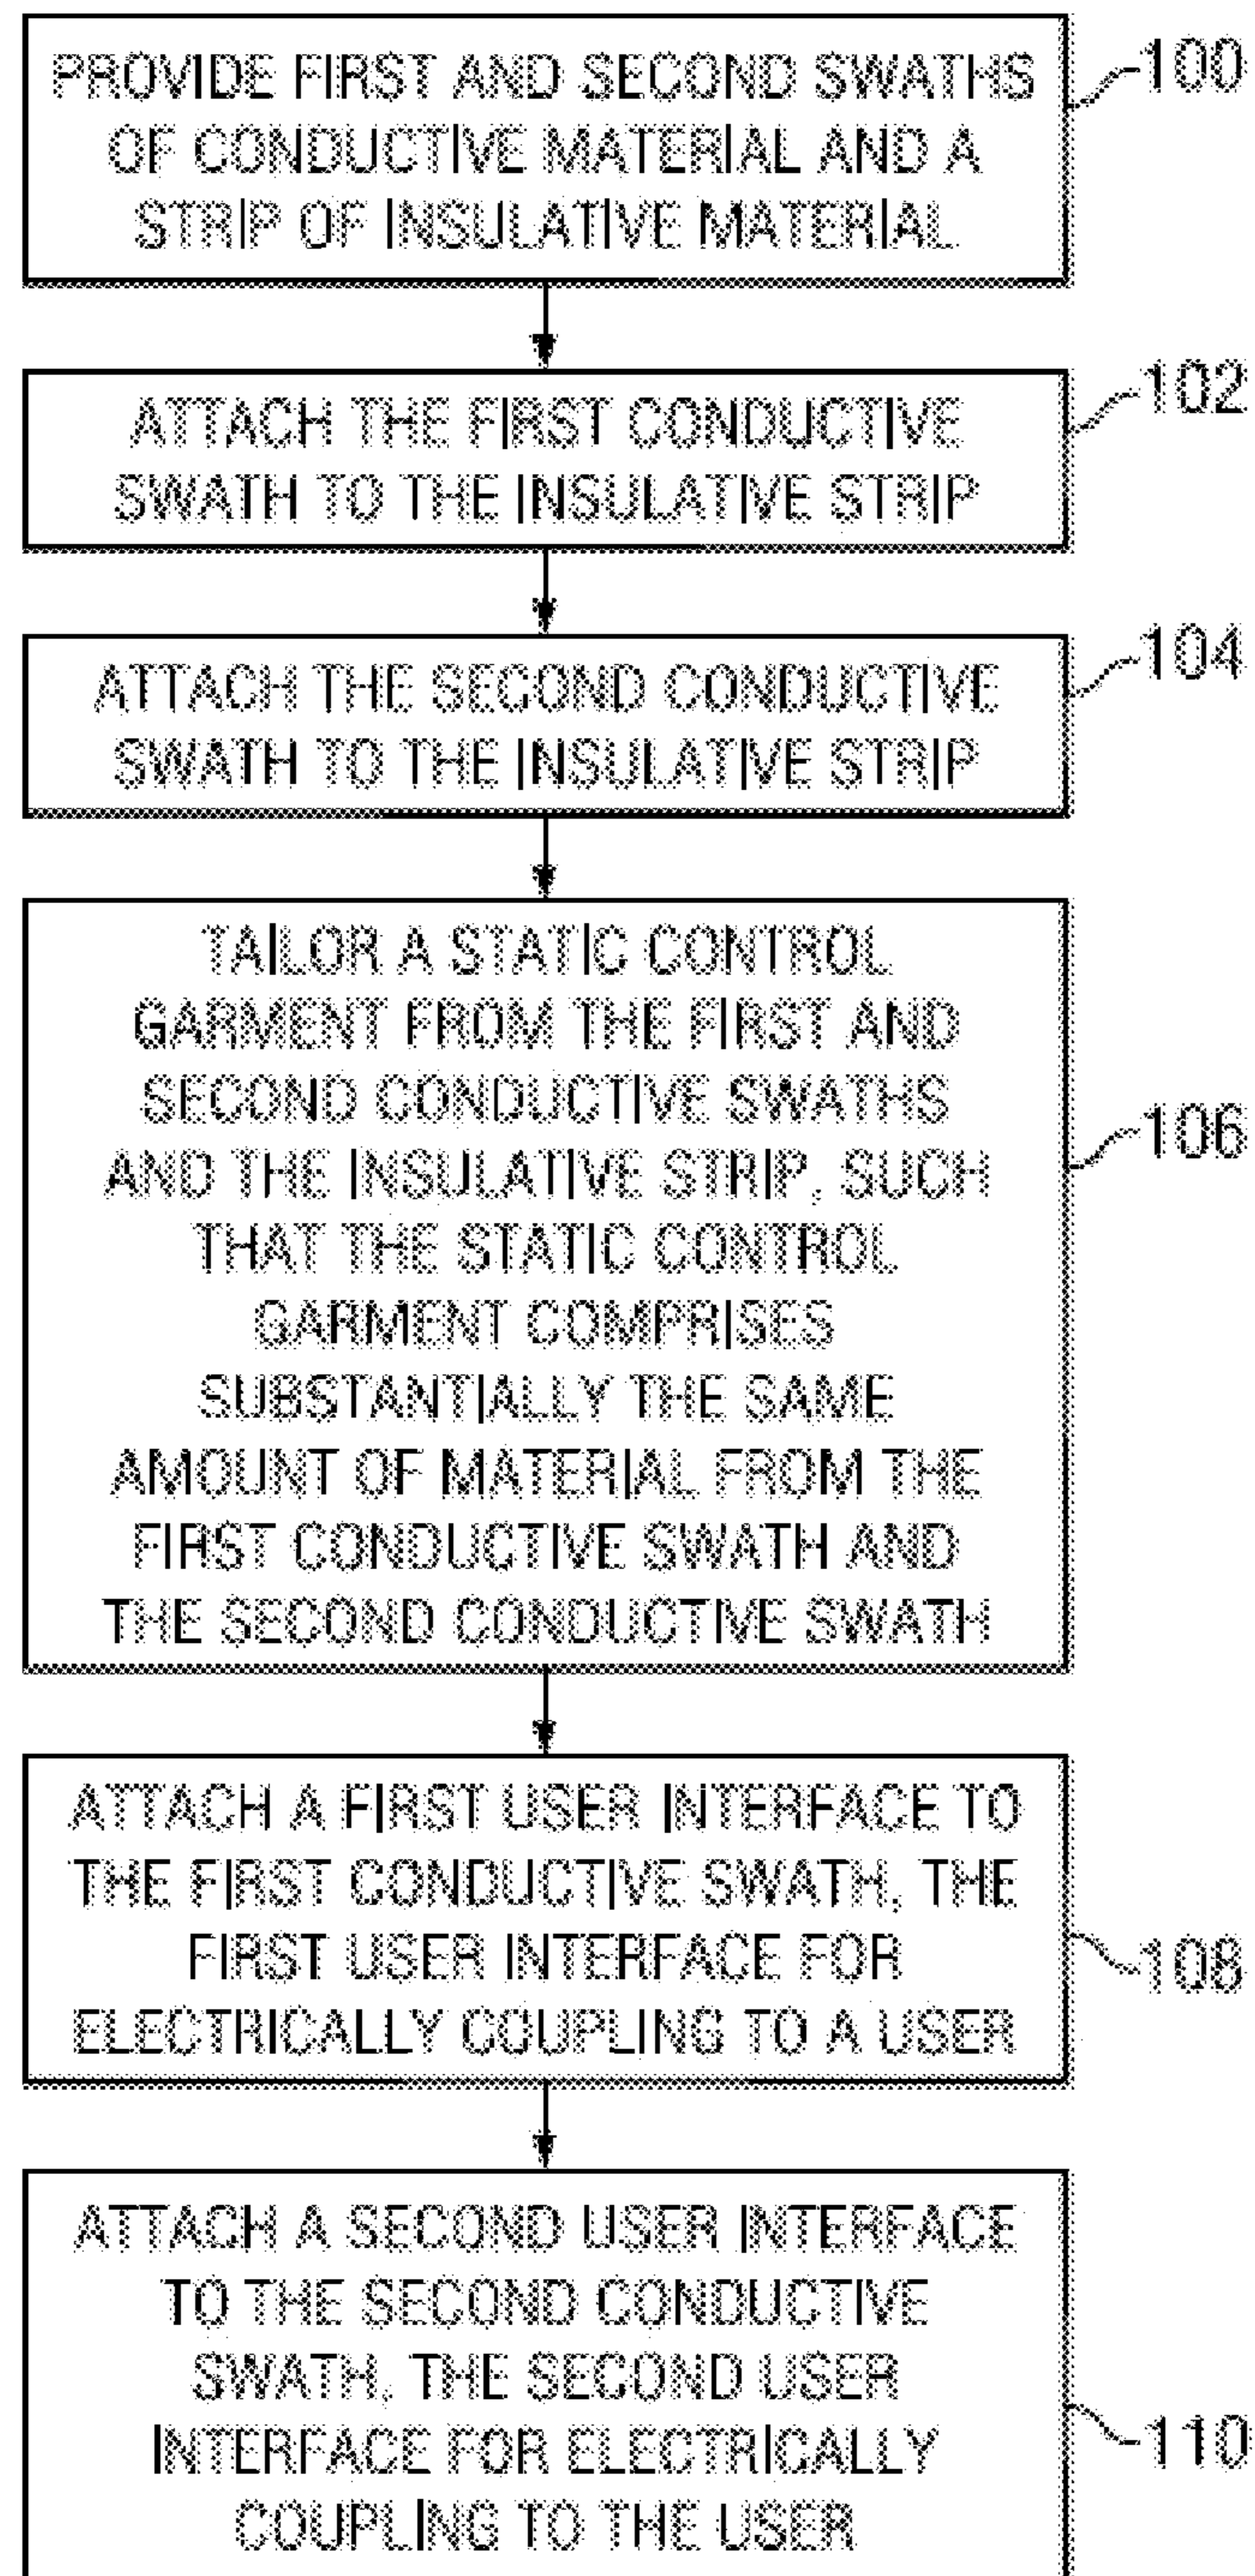 PROVIDE FIRST AND SECOND SWATHS
OF CONDUCTIVE MATERIAL AND A
STRIP OF INSULATIVE MATERIAL
100
ATTACH THE FIRST CONDUCTIVE
SWATH TO THE INSULATIVE STRIP
102
ATTACH THE SECOND CONDUCTIVE
SWATH TO THE INSULATIVE STRIP
104
TAILOR A STATIC CONTROL
GARMENT FROM THE FIRST AND
SECOND CONDUCTIVE SWATHS
AND THE INSULATIVE STRIP, SUCH
THAT THE STATIC CONTROL
GARMENT COMPRISES
SUBSTANTIALLY THE SAME
AMOUNT OF MATERIAL FROM THE
FIRST CONDUCTIVE SWATH AND
THE SECOND CONDUCTIVE SWATH
106
ATTACH A FIRST USER INTERFACE TO
THE FIRST CONDUCTIVE SWATH, THE
FIRST USER INTERFACE FOR
ELECTRICALLY COUPLING TO A USER
108
ATTACH A SECOND USER INTERFACE
TO THE SECOND CONDUCTIVE
SWATH, THE SECOND USER
INTERFACE FOR ELECTRICALLY
COUPLING TO THE USER
110